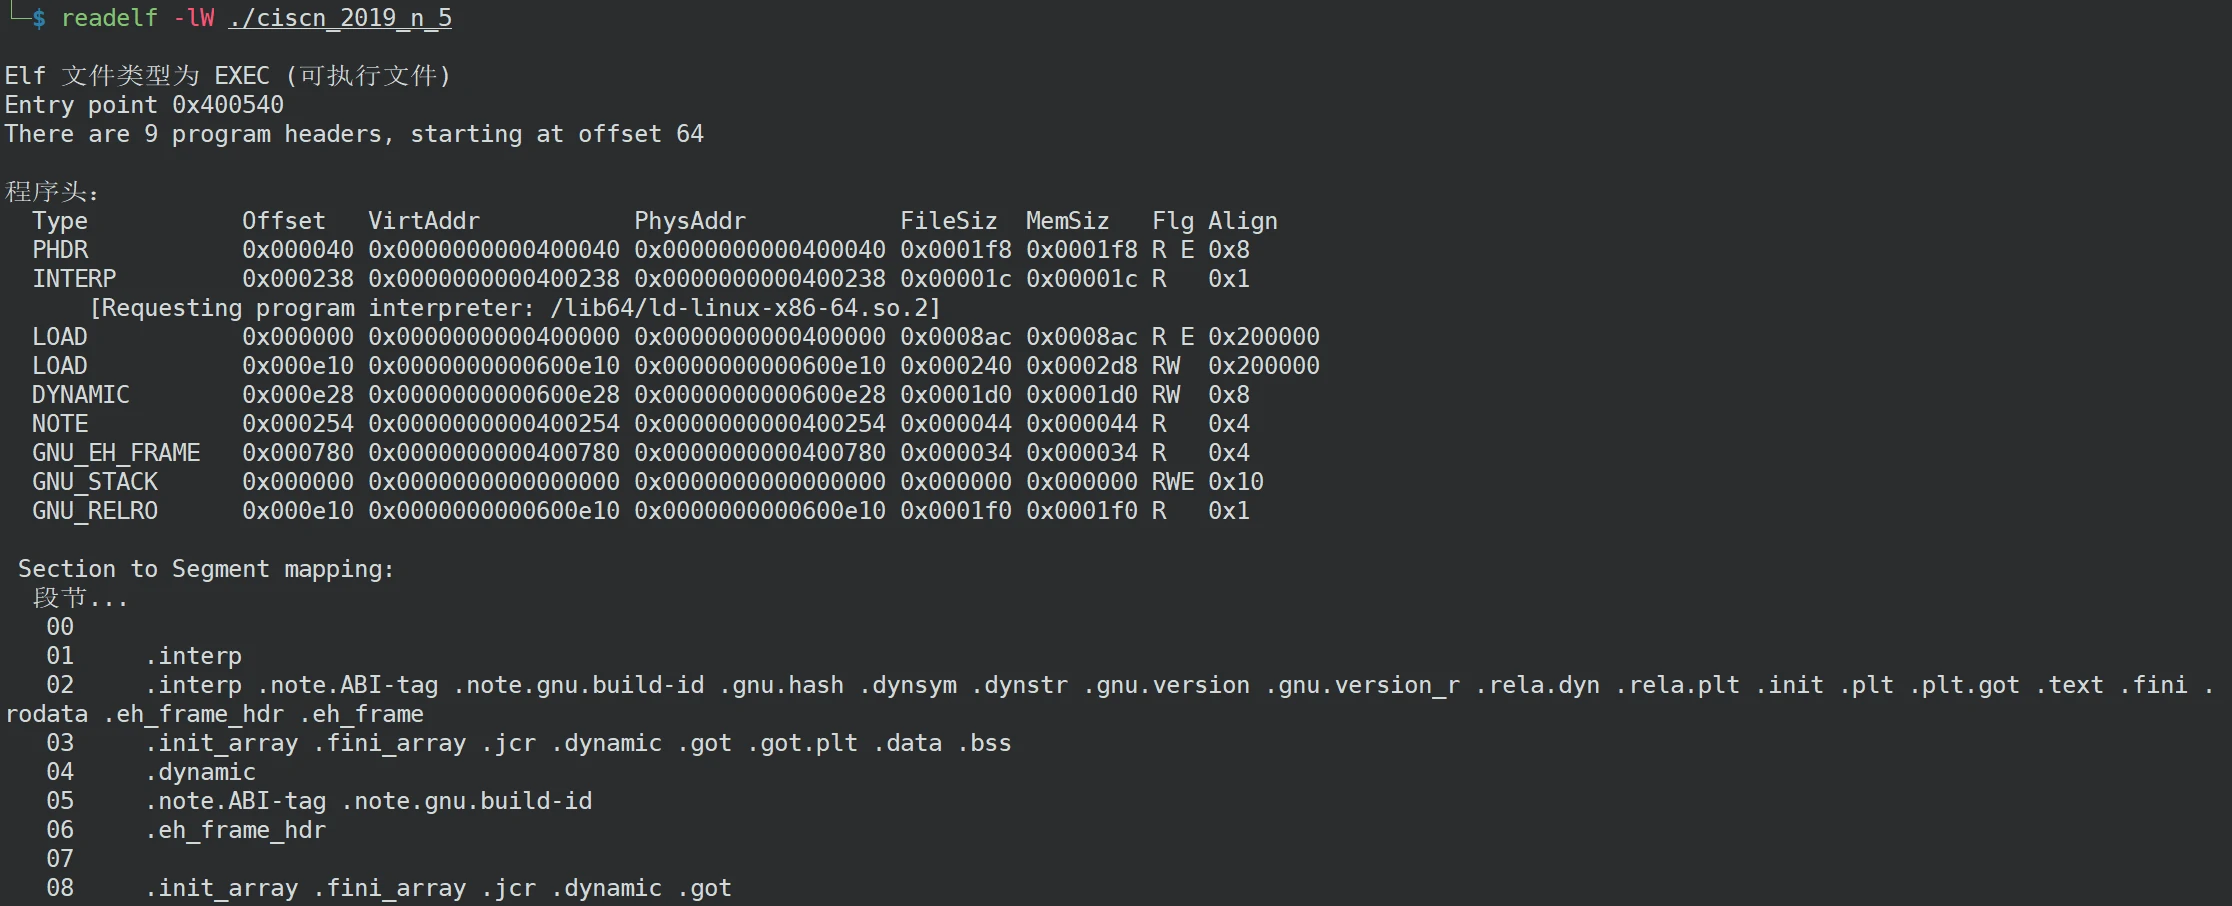 $ readelf -lW ./ciscn_2019_n_5
Elf 文件类型为 EXEC (可执行文件)
Entry point 0x400540
There are 9 program headers, starting at offset 64
程序头：
  Type           Offset   VirtAddr           PhysAddr           FileSiz  MemSiz   Flg Align
  PHDR           0x000040 0x0000000000400040 0x0000000000400040 0x0001f8 0x0001f8 R E 0x8
  INTERP         0x000238 0x0000000000400238 0x0000000000400238 0x00001c 0x00001c R   0x1
      [Requesting program interpreter: /lib64/ld-linux-x86-64.so.2]
  LOAD           0x000000 0x0000000000400000 0x0000000000400000 0x0008ac 0x0008ac R E 0x200000
  LOAD           0x000e10 0x0000000000600e10 0x0000000000600e10 0x000240 0x0002d8 RW  0x200000
  DYNAMIC        0x000e28 0x0000000000600e28 0x0000000000600e28 0x0001d0 0x0001d0 RW  0x8
  NOTE           0x000254 0x0000000000400254 0x0000000000400254 0x000044 0x000044 R   0x4
  GNU_EH_FRAME   0x000780 0x0000000000400780 0x0000000000400780 0x000034 0x000034 R   0x4
  GNU_STACK      0x000000 0x0000000000000000 0x0000000000000000 0x000000 0x000000 RWE 0x10
  GNU_RELRO      0x000e10 0x0000000000600e10 0x0000000000600e10 0x0001f0 0x0001f0 R   0x1
 Section to Segment mapping:
  段节...
   00
   01     .interp
   02     .interp .note.ABI-tag .note.gnu.build-id .gnu.hash .dynsym .dynstr .gnu.version .gnu.version_r .rela.dyn .rela.plt .init .plt .plt.got .text .fini .
rodata .eh_frame_hdr .eh_frame
   03     .init_array .fini_array .jcr .dynamic .got .got.plt .data .bss
   04     .dynamic
   05     .note.ABI-tag .note.gnu.build-id
   06     .eh_frame_hdr
   07
   08     .init_array .fini_array .jcr .dynamic .got